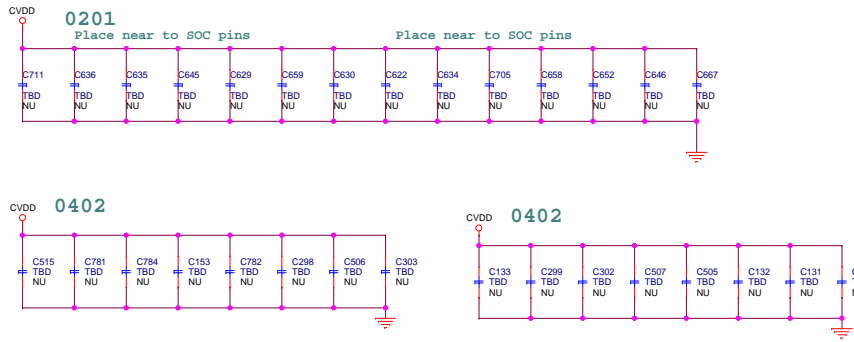 CVDD
0201
Place near to SOC pins
Place near to SOC pins
C711
TBD
NU
C636
TBD
NU
C635
TBD
NU
C645
TBD
NU
C629
TBD
NU
C659
TBD
NU
C630
TBD
NU
C622
TBD
NU
C634
TBD
NU
C705
TBD
NU
C658
TBD
NU
C652
TBD
NU
C646
TBD
NU
C667
TBD
NU
CVDD
0402
C515
TBD
NU
C781
TBD
NU
C784
TBD
NU
C153
TBD
NU
C782
TBD
NU
C298
TBD
NU
C506
TBD
NU
C303
TBD
NU
CVDD
0402
C133
TBD
NU
C299
TBD
NU
C302
TBD
NU
C507
TBD
NU
C505
TBD
NU
C132
TBD
NU
C131
TBD
NU